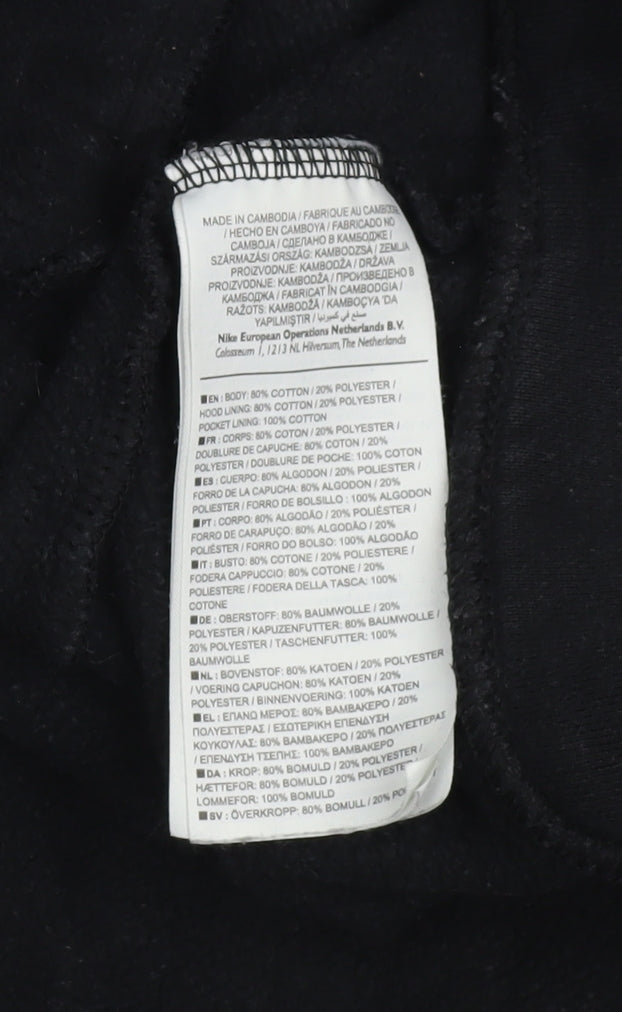 MADE IN CAMBODIA / FABRIQUE AU CAMBODGE
/ HECHO EN CAMBOYA / FABRICADO NO
CAMBOJA / СДЕЛАНО В КАМБОДЖЕ /
SZÁRMAZÁSI ORSZÁG: KAMBODZSA / ZEMLJA
PROIZVODNJE: KAMBODŽA / DRŽAVA
PROIZVODNJE: KAMBODŽA / ПРОИЗВЕДЕНО В
КАМБОДЖА / FABRICAT ÎN CAMBODGIA /
RAŽOTS: KAMBODŽĀ / KAMBOÇYA 'DA
YAPILMIŞTIR / صنع في كمبوديا
Nike European Operations Netherlands B.V.
Colosseum 1, 1213 NL Hilversum, The Netherlands
■EN : BODY: 80% COTTON / 20% POLYESTER /
HOOD LINING: 80% COTTON / 20% POLYESTER /
POCKET LINING: 100% COTTON
■FR : CORPS: 80% COTON / 20% POLYESTER /
DOUBLURE DE CAPUCHE: 80% COTON / 20%
POLYESTER / DOUBLURE DE POCHE: 100% COTON
■ES : CUERPO: 80% ALGODON / 20% POLIESTER /
FORRO DE LA CAPUCHA: 80% ALGODON / 20%
POLIESTER / FORRO DE BOLSILLO : 100% ALGODON
■PT : CORPO: 80% ALGODÃO / 20% POLIÉSTER /
FORRO DE CARAPUÇO: 80% ALGODÃO / 20%
POLIÉSTER / FORRO DO BOLSO: 100% ALGODÃO
■IT : BUSTO: 80% COTONE / 20% POLIESTERE /
FODERA CAPPUCCIO: 80% COTONE / 20%
POLIESTERE / FODERA DELLA TASCA: 100%
COTONE
■DE : OBERSTOFF: 80% BAUMWOLLE / 20%
POLYESTER / KAPUZENFUTTER: 80% BAUMWOLLE /
20% POLYESTER / TASCHENFUTTER: 100%
BAUMWOLLE
■NL : BOVENSTOF: 80% KATOEN / 20% POLYESTER
/ VOERING CAPUCHON: 80% KATOEN / 20%
POLYESTER / BINNENVOERING: 100% KATOEN
■EL : ΕΠΑΝΩ ΜΕΡΟΣ: 80% ΒΑΜΒΑΚΕΡΟ / 20%
ΠΟΛΥΕΣΤΕΡΑΣ / ΕΣΩΤΕΡΙΚΗ ΕΠΕΝΔΥΣΗ
ΚΟΥΚΟΥΛΑΣ: 80% ΒΑΜΒΑΚΕΡΟ / 20% ΠΟΛΥΕΣΤΕΡΑΣ
/ ΕΠΕΝΔΥΣΗ ΤΣΕΠΗΣ: 100% ΒΑΜΒΑΚΕΡΟ
■DA : KROP: 80% BOMULD / 20% POLYESTER /
HÆTTEFOR: 80% BOMULD / 20% POLYESTER
LOMMEFOR: 100% BOMULD
■SV : ÖVERKROPP: 80% BOMULL / 20%